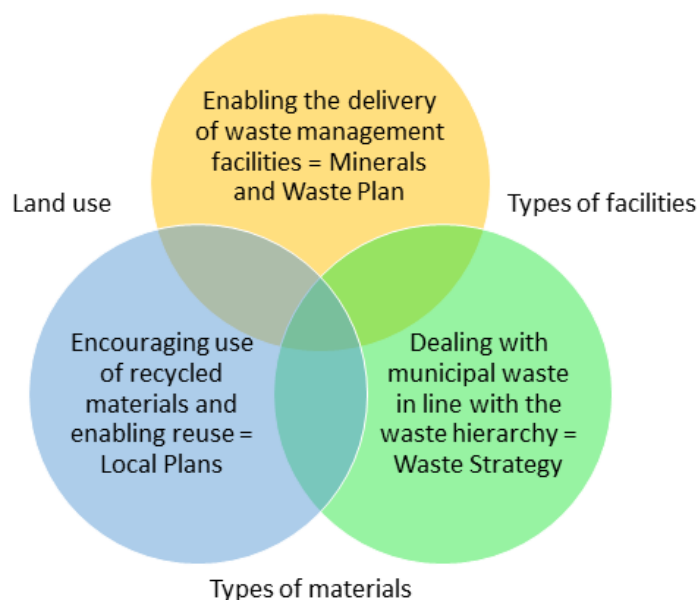 Enabling the delivery
of waste management
facilities = Minerals
and Waste Plan
Land use
Types of facilities
Encouraging use
of recycled
materials and
enabling reuse =
Local Plans
Dealing with
municipal waste
in line with the
waste hierarchy =
Waste Strategy
Types of materials